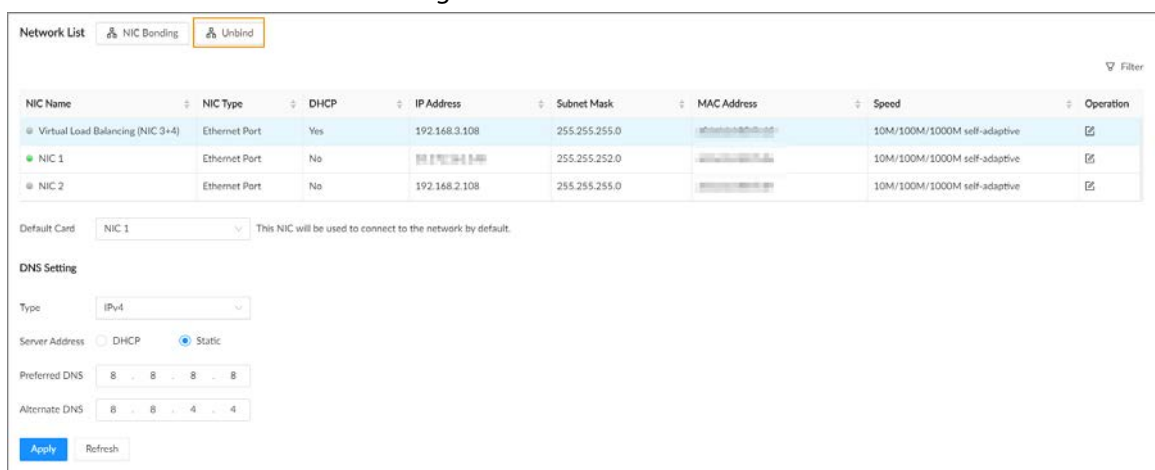 Network List NIC Bonding Unbind
Filter
NIC Name NIC Type DHCP IP Address Subnet Mask MAC Address Speed Operation
Virtual Load Balancing (NIC 3+4) Ethernet Port Yes 192.168.3.108 255.255.255.0 10M/100M/1000M self-adaptive
NIC 1 Ethernet Port No 255.255.252.0 10M/100M/1000M self-adaptive
NIC 2 Ethernet Port No 192.168.2.108 255.255.255.0 10M/100M/1000M self-adaptive
Default Card NIC 1 This NIC will be used to connect to the network by default.
DNS Setting
Type IPv4
Server Address DHCP Static
Preferred DNS 8 . 8 . 8 . 8
Alternate DNS 8 . 8 . 4 . 4
Apply Refresh